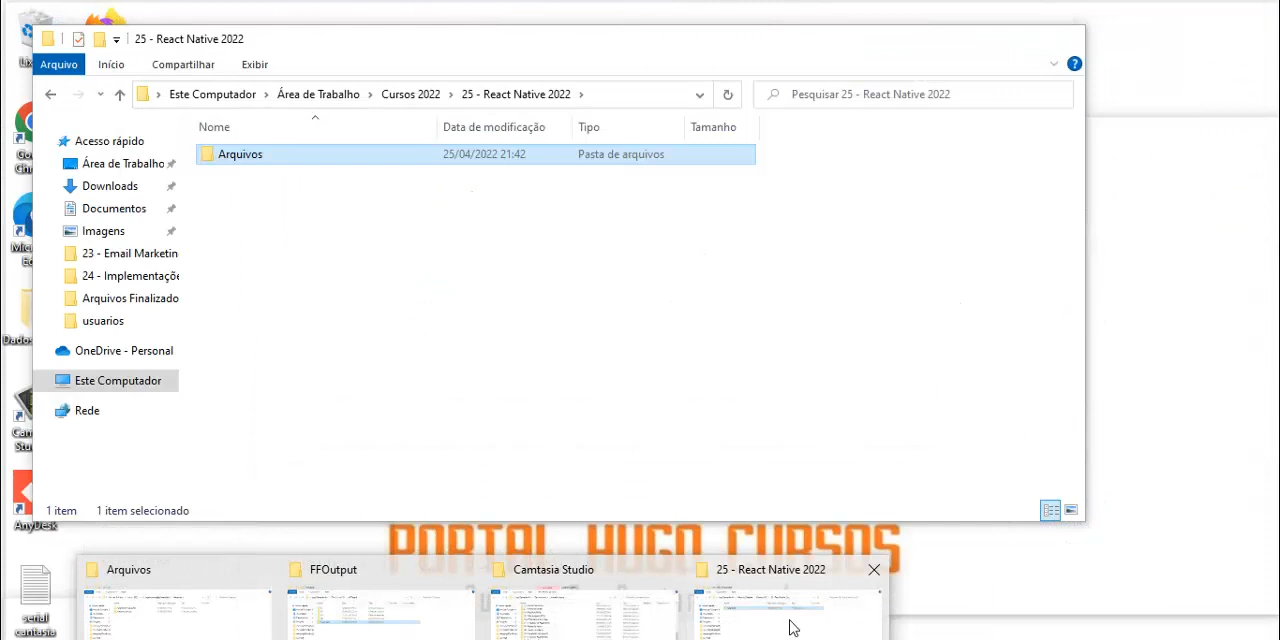 25 - React Native 2022
Arquivo Início Compartilhar Exibir
Este Computador Área de Trabalho Cursos 2022 25 - React Native 2022
Pesquisar 25 - React Native 2022
Nome Data de modificação Tipo Tamanho
Arquivos 25/04/2022 21:42 Pasta de arquivos
Acesso rápido
Área de Trabalho
Downloads
Documentos
Imagens
23 - Email Marketin
24 - Implementaçõe
Arquivos Finalizado
usuarios
OneDrive - Personal
Este Computador
Rede
1 item 1 item selecionado
AnyDesk
PORTAL HUGO CURSOS
Arquivos FFOutput Camtasia Studio 25 - React Native 2022
serial
camtasia